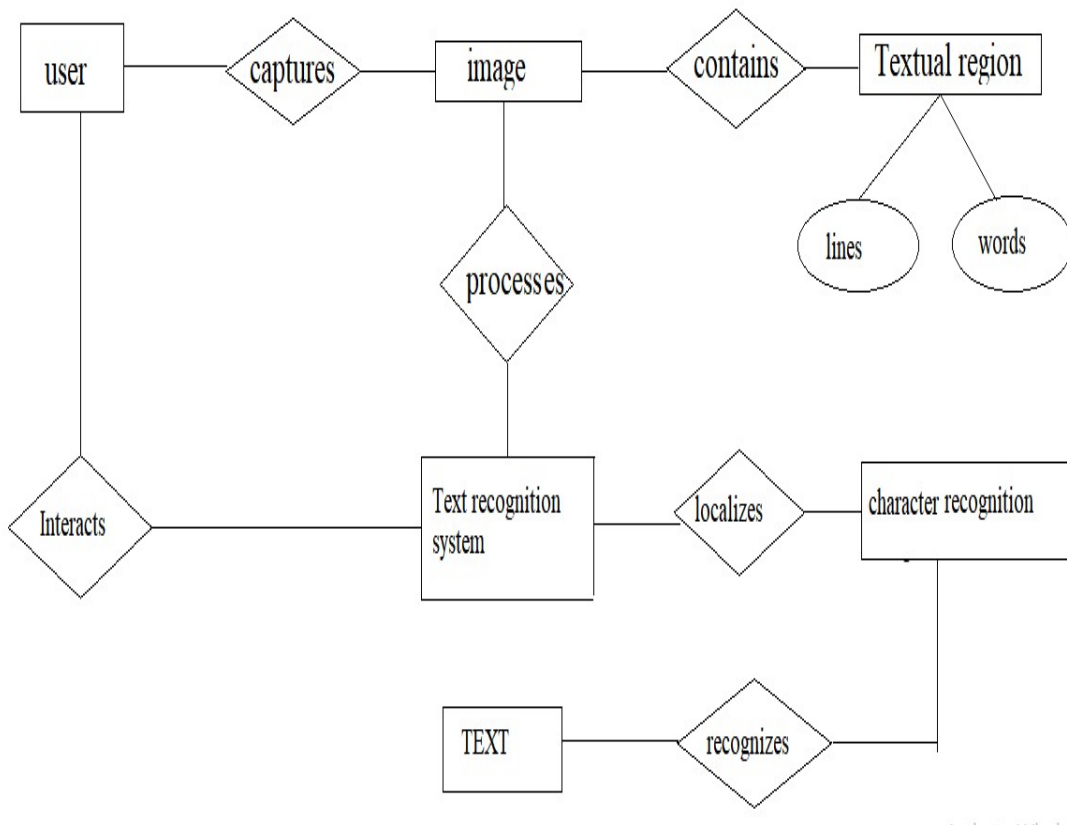 user
captures
image
contains
Textual region
lines
words
processes
Interacts
Text recognition
system
localizes
character recognition
TEXT
recognizes